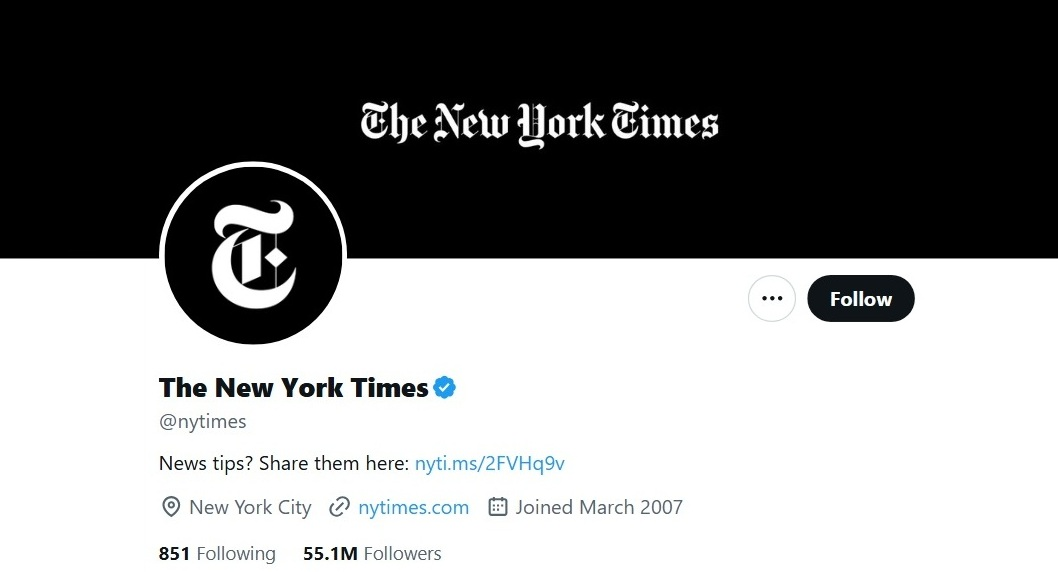 The New York Times
T
Follow
The New York Times
@nytimes
News tips? Share them here: nyti.ms/2FVHq9v
New York City nytimes.com Joined March 2007
851 Following 55.1M Followers